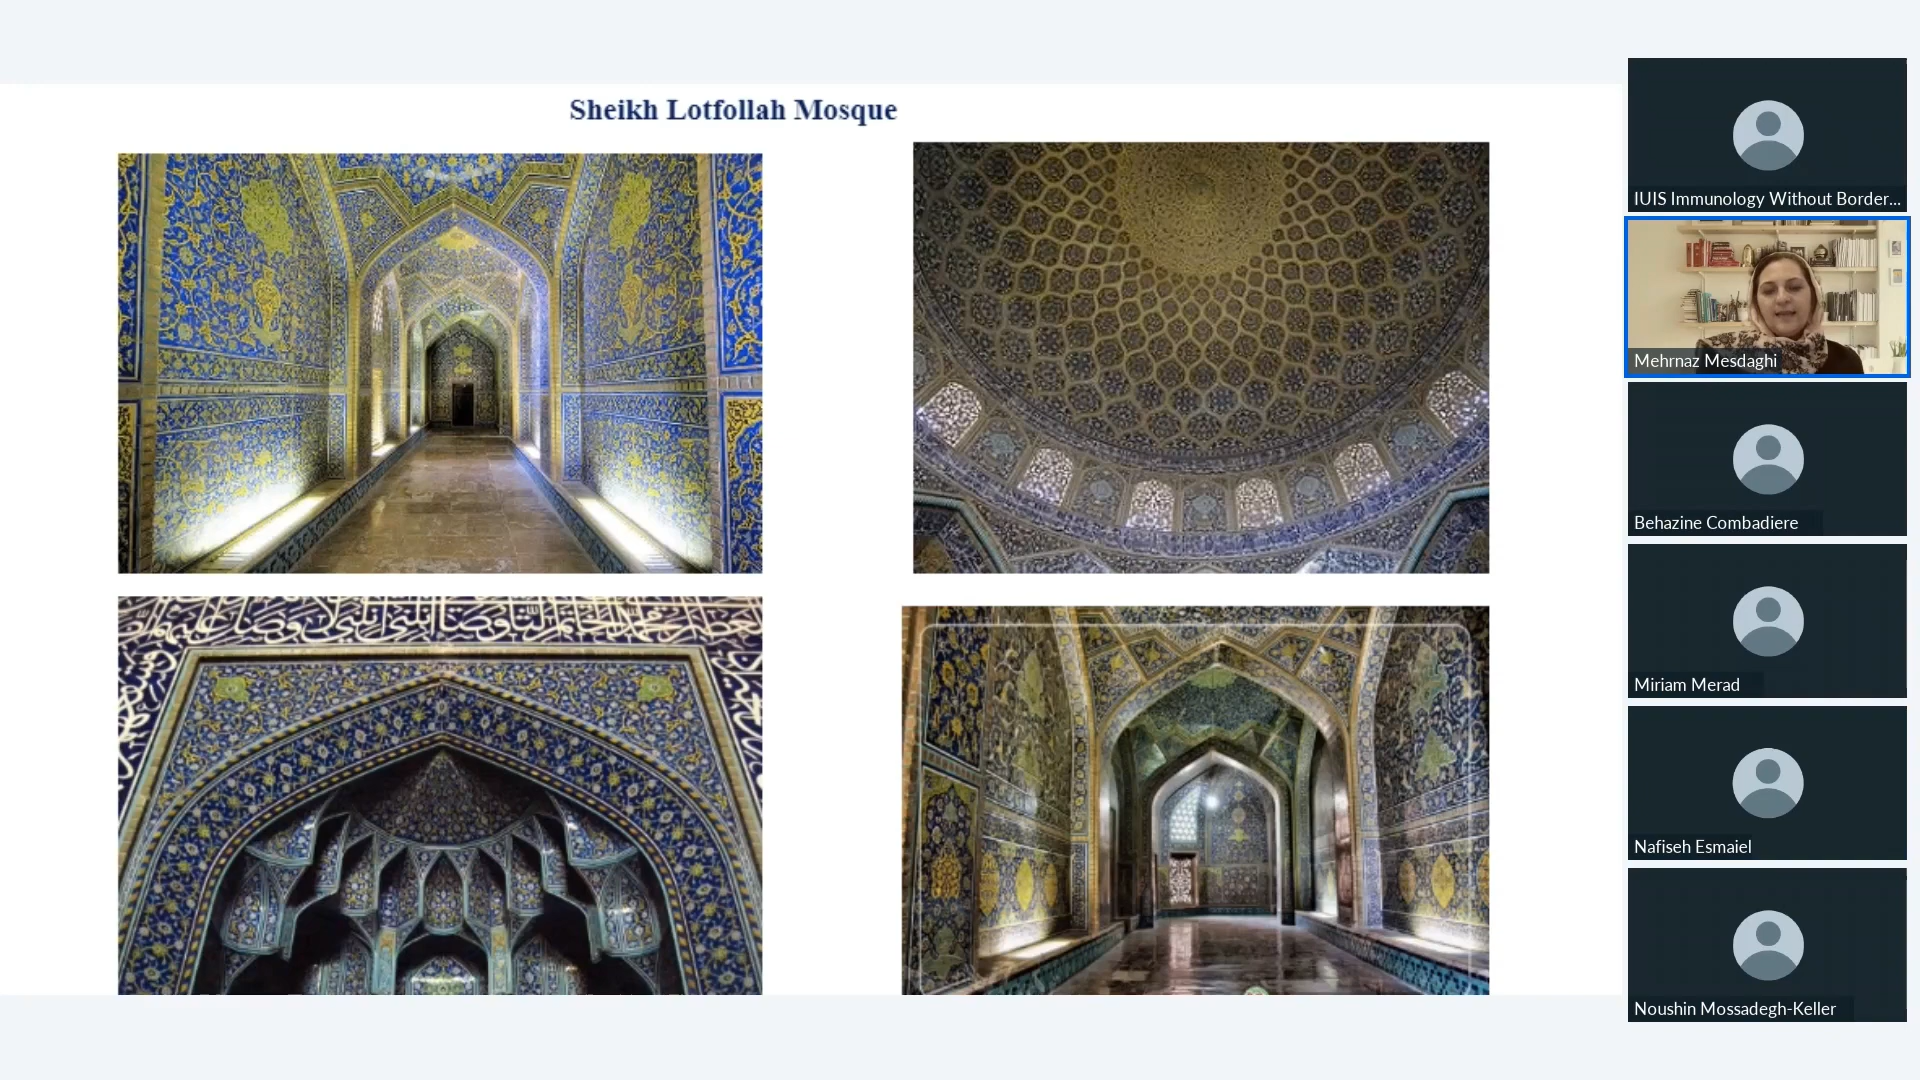 Sheikh Lotfollah Mosque
IUIS Immunology Without Border...
Mehrnaz Mesdaghi
Behazine Combadiere
Miriam Merad
Nafiseh Esmaiel
Noushin Mossadegh-Keller